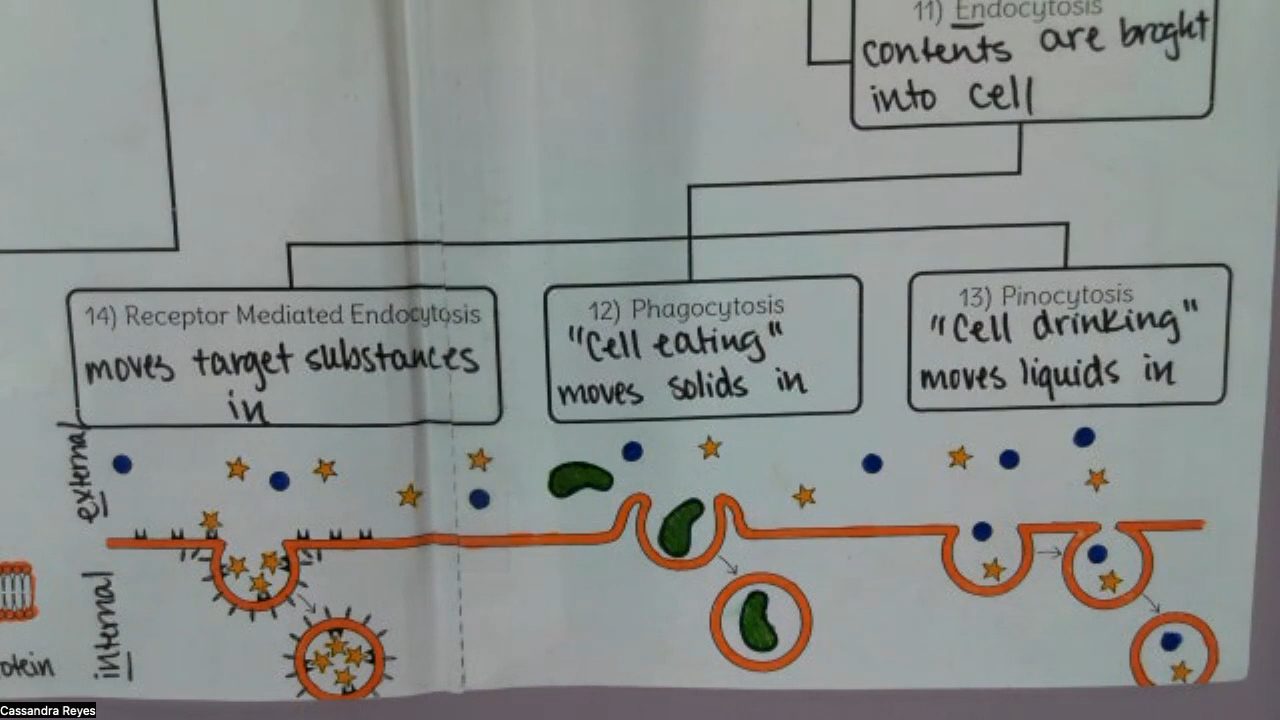 11) Endocytosis
contents are broght
into cell
14) Receptor Mediated Endocytosis
moves target substances
in
12) Phagocytosis
"Cell eating"
moves solids in
13) Pinocytosis
"Cell drinking"
moves liquids in
external
internal
otein
Cassandra Reyes